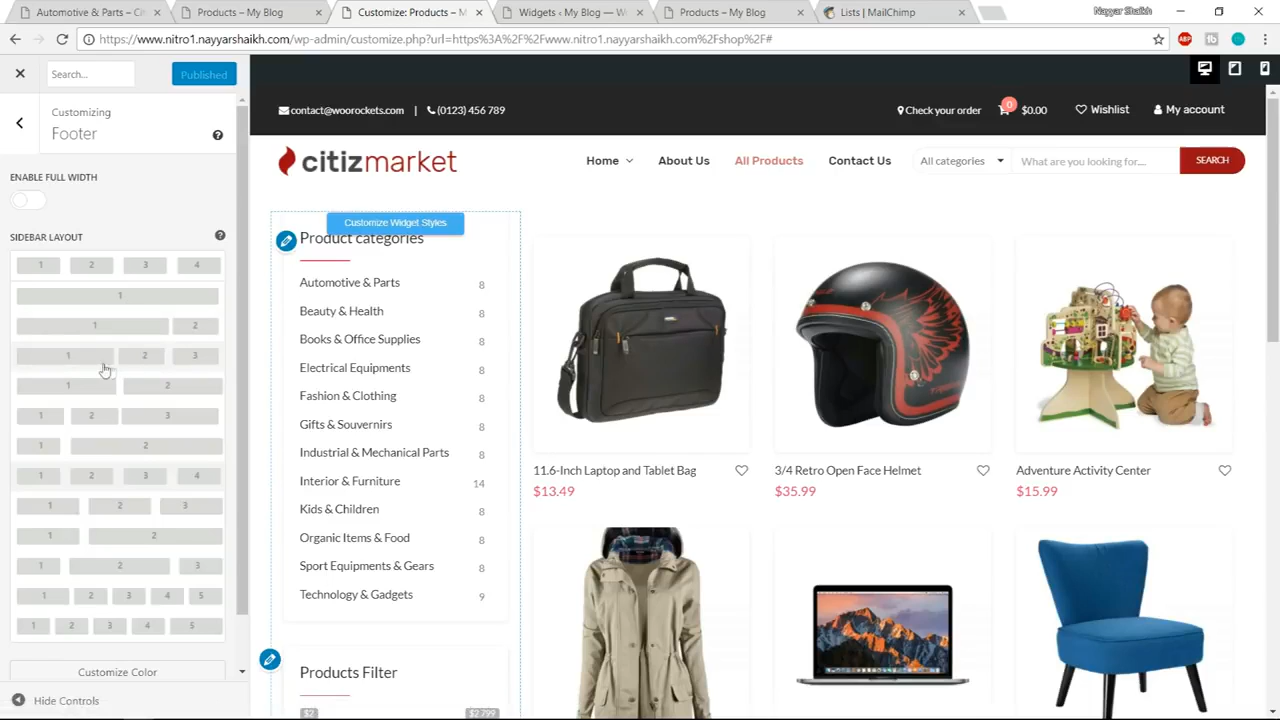 Automotive & Parts – Cit
Products – My Blog
Customize: Products – M
Widgets ‹ My Blog — W
Products – My Blog
Lists | MailChimp
Nayyar Shaikh
https://www.nitro1.nayyarshaikh.com/wp-admin/customize.php?url=https%3A%2F%2Fwww.nitro1.nayyarshaikh.com%2Fshop%2F#
Search...
Published
Customizing
Footer
ENABLE FULL WIDTH
SIDEBAR LAYOUT
1 2 3 4
1
1 2
1 2 3
1 2
1 2 3
1 2
1 2 3 4
1 2 3
1 2
1 2 3
1 2 3 4 5
1 2 3 4 5
Customize Color
Hide Controls
contact@woorockets.com | (0123) 456 789
Check your order
0
$0.00
Wishlist
My account
citizmarket
Home
About Us
All Products
Contact Us
All categories
What are you looking for....
SEARCH
Customize Widget Styles
Product categories
Automotive & Parts 8
Beauty & Health 8
Books & Office Supplies 8
Electrical Equipments 8
Fashion & Clothing 8
Gifts & Souvernirs 8
Industrial & Mechanical Parts 8
Interior & Furniture 14
Kids & Children 8
Organic Items & Food 8
Sport Equipments & Gears 8
Technology & Gadgets 9
Products Filter
$2 $2 799
11.6-Inch Laptop and Tablet Bag
$13.49
3/4 Retro Open Face Helmet
$35.99
Adventure Activity Center
$15.99